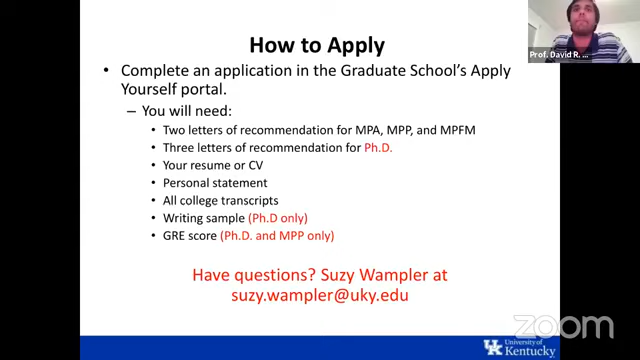 How to Apply
Prof. David R. ...
• Complete an application in the Graduate School's Apply
Yourself portal.
– You will need:
• Two letters of recommendation for MPA, MPP, and MPFM
• Three letters of recommendation for Ph.D.
• Your resume or CV
• Personal statement
• All college transcripts
• Writing sample (Ph.D only)
• GRE score (Ph.D. and MPP only)
Have questions? Suzy Wampler at
suzy.wampler@uky.edu
zoom
UK University of
Kentucky